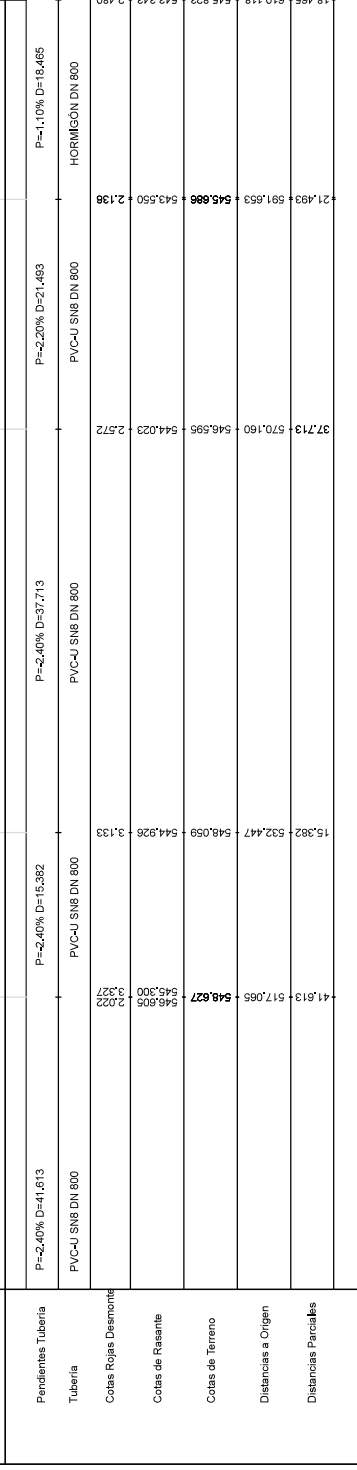 Pendientes Tubería P=-2.40% D=41.613 P=-2.40% D=15.382 P=-2.40% D=37.713 P=-2.20% D=21.493 P=-1.10% D=18.465
Tubería PVC-U SN8 DN 800 PVC-U SN8 DN 800 PVC-U SN8 DN 800 PVC-U SN8 DN 800 HORMIGÓN DN 800
Cotas Rojas Desmonte 2.022 3.327 3.133 2.572 2.136
Cotas de Rasante 546.605 545.300 544.926 544.023 543.550
Cotas de Terreno 548.627 548.059 546.595 545.686
Distancias a Origen 517.065 532.447 570.160 591.653
Distancias Parciales 41.613 15.382 37.713 21.493